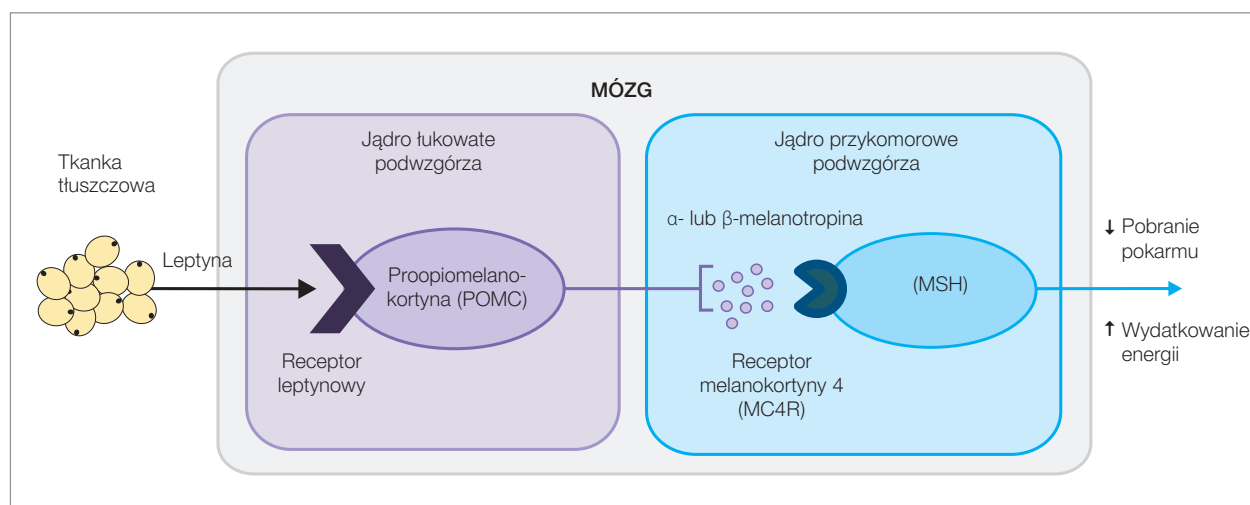 MÓZG
Jądro łukowate
podwzgórza
Jądro przykomorowe
podwzgórza
Tkanka
tłuszczowa
Leptyna
Proopiomelano-
kortyna (POMC)
Receptor
leptynowy
α- lub β-melanotropina
(MSH)
Receptor
melanokortyny 4
(MC4R)
↓ Pobranie
pokarmu
↑ Wydatkowanie
energii